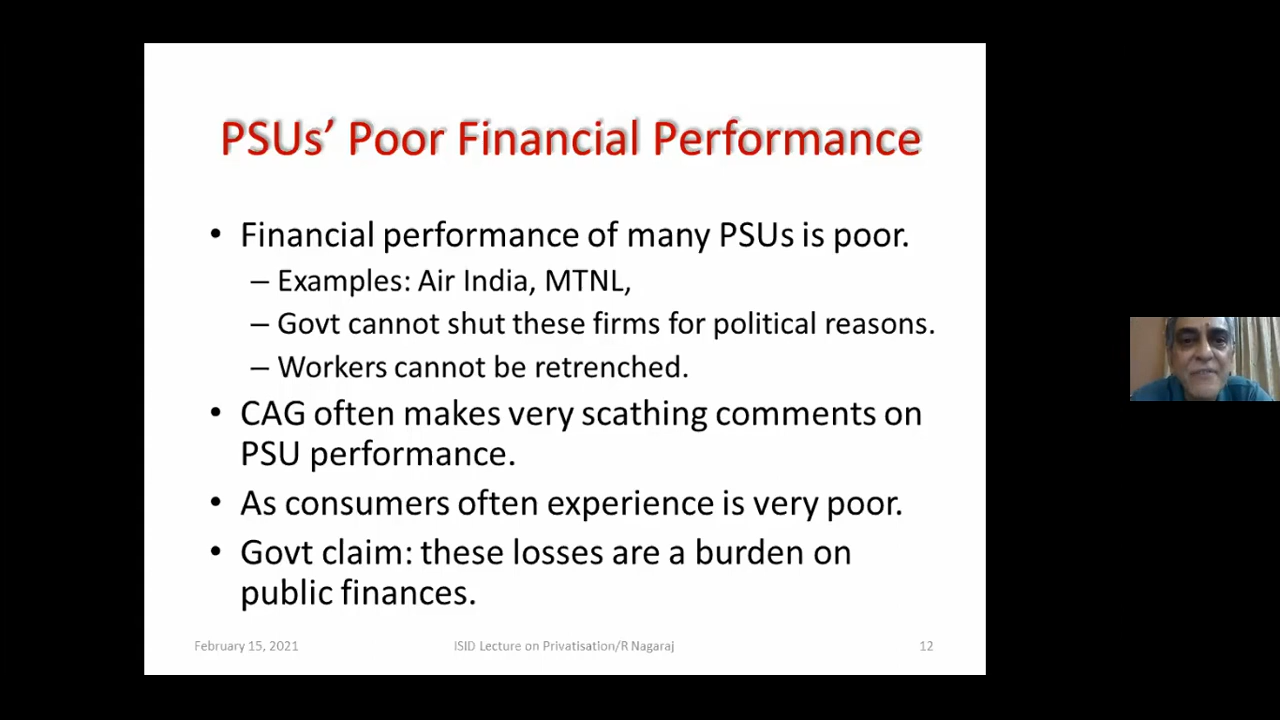 PSUs’ Poor Financial Performance
• Financial performance of many PSUs is poor.
– Examples: Air India, MTNL,
– Govt cannot shut these firms for political reasons.
– Workers cannot be retrenched.
• CAG often makes very scathing comments on
PSU performance.
• As consumers often experience is very poor.
• Govt claim: these losses are a burden on
public finances.
February 15, 2021
ISID Lecture on Privatisation/R Nagaraj
12